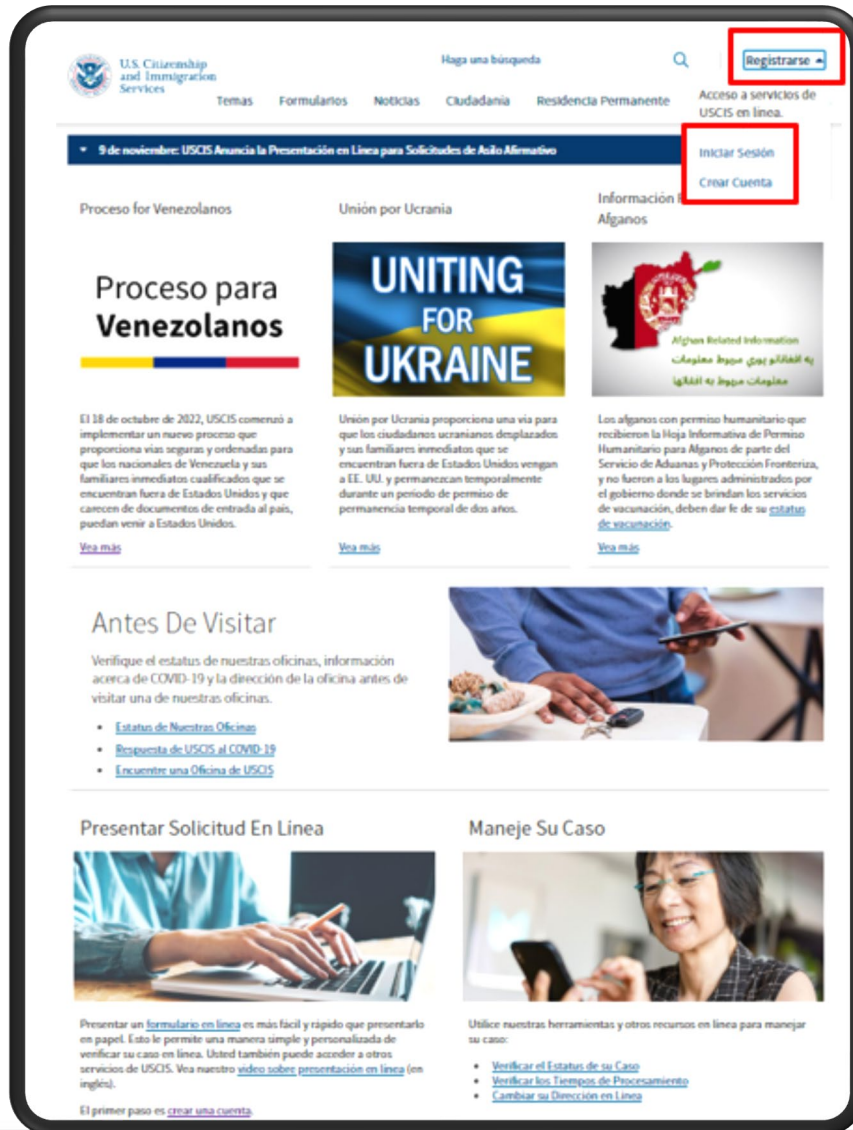 U.S. Citizenship
and Immigration
Services
Haga una búsqueda
Registrarse
Temas Formularios Noticias Ciudadania Residencia Permanente
Acceso a servicios de
USCIS en línea.
Iniciar Sesión
Crear Cuenta
9 de noviembre: USCIS Anuncia la Presentación en Línea para Solicitudes de Asilo Afirmativo
Proceso for Venezolanos
Proceso para
Venezolanos
El 18 de octubre de 2022, USCIS comenzó a
implementar un nuevo proceso que
proporciona vías seguras y ordenadas para
que los nacionales de Venezuela y sus
familiares inmediatos cualificados que se
encuentran fuera de Estados Unidos y que
carecen de documentos de entrada al país,
puedan venir a Estados Unidos.
Vea más
Unión por Ucrania
UNITING
FOR
UKRAINE
Unión por Ucrania proporciona una vía para
que los ciudadanos ucranianos desplazados
y sus familiares inmediatos que se
encuentran fuera de Estados Unidos vengan
a EE. UU. y permanezcan temporalmente
durante un periodo de permiso de
permanencia temporal de dos años.
Vea más
Información
Afganos
Afghan Related Information
په افغانانو پورې مربوط معلومات
معلومات مربوط به افغانها
Los afganos con permiso humanitario que
recibieron la Hoja Informativa de Permiso
Humanitario para Afganos de parte del
Servicio de Aduanas y Protección Fronteriza,
y no fueron a los lugares administrados por
el gobierno donde se brindan los servicios
de vacunación, deben dar fe de su estatus
de vacunación.
Vea más
Antes De Visitar
Verifique el estatus de nuestras oficinas, información
acerca de COVID-19 y la dirección de la oficina antes de
visitar una de nuestras oficinas.
• Estatus de Nuestras Oficinas
• Respuesta de USCIS al COVID-19
• Encuentre una Oficina de USCIS
Presentar Solicitud En Línea
Presentar un formulario en línea es más fácil y rápido que presentarlo
en papel. Esto le permite una manera simple y personalizada de
verificar su caso en línea. Usted también puede acceder a otros
servicios de USCIS. Vea nuestro video sobre presentación en línea (en
inglés).
El primer paso es crear una cuenta.
Maneje Su Caso
Utilice nuestras herramientas y otros recursos en línea para manejar
su caso:
• Verificar el Estatus de su Caso
• Verificar los Tiempos de Procesamiento
• Cambiar su Dirección en Línea